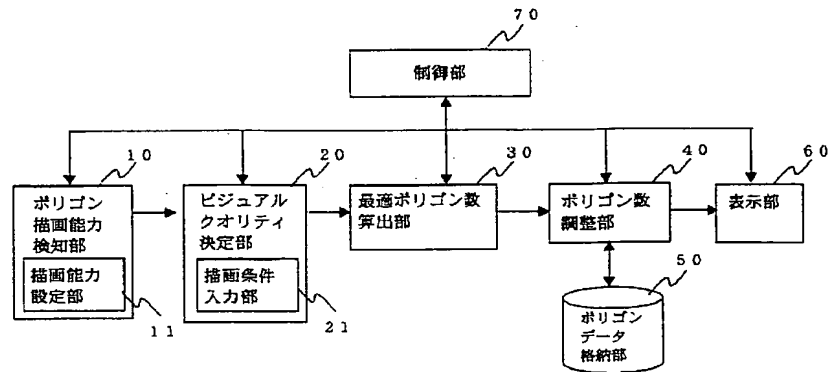 ７０
制御部
１０
２０
３０
４０
６０
ポリゴン
描画能力
検知部
描画能力
設定部
１１
ビジュアル
クオリティ
決定部
描画条件
入力部
２１
最適ポリゴン数
算出部
ポリゴン数
調整部
表示部
５０
ポリゴン
データ
格納部